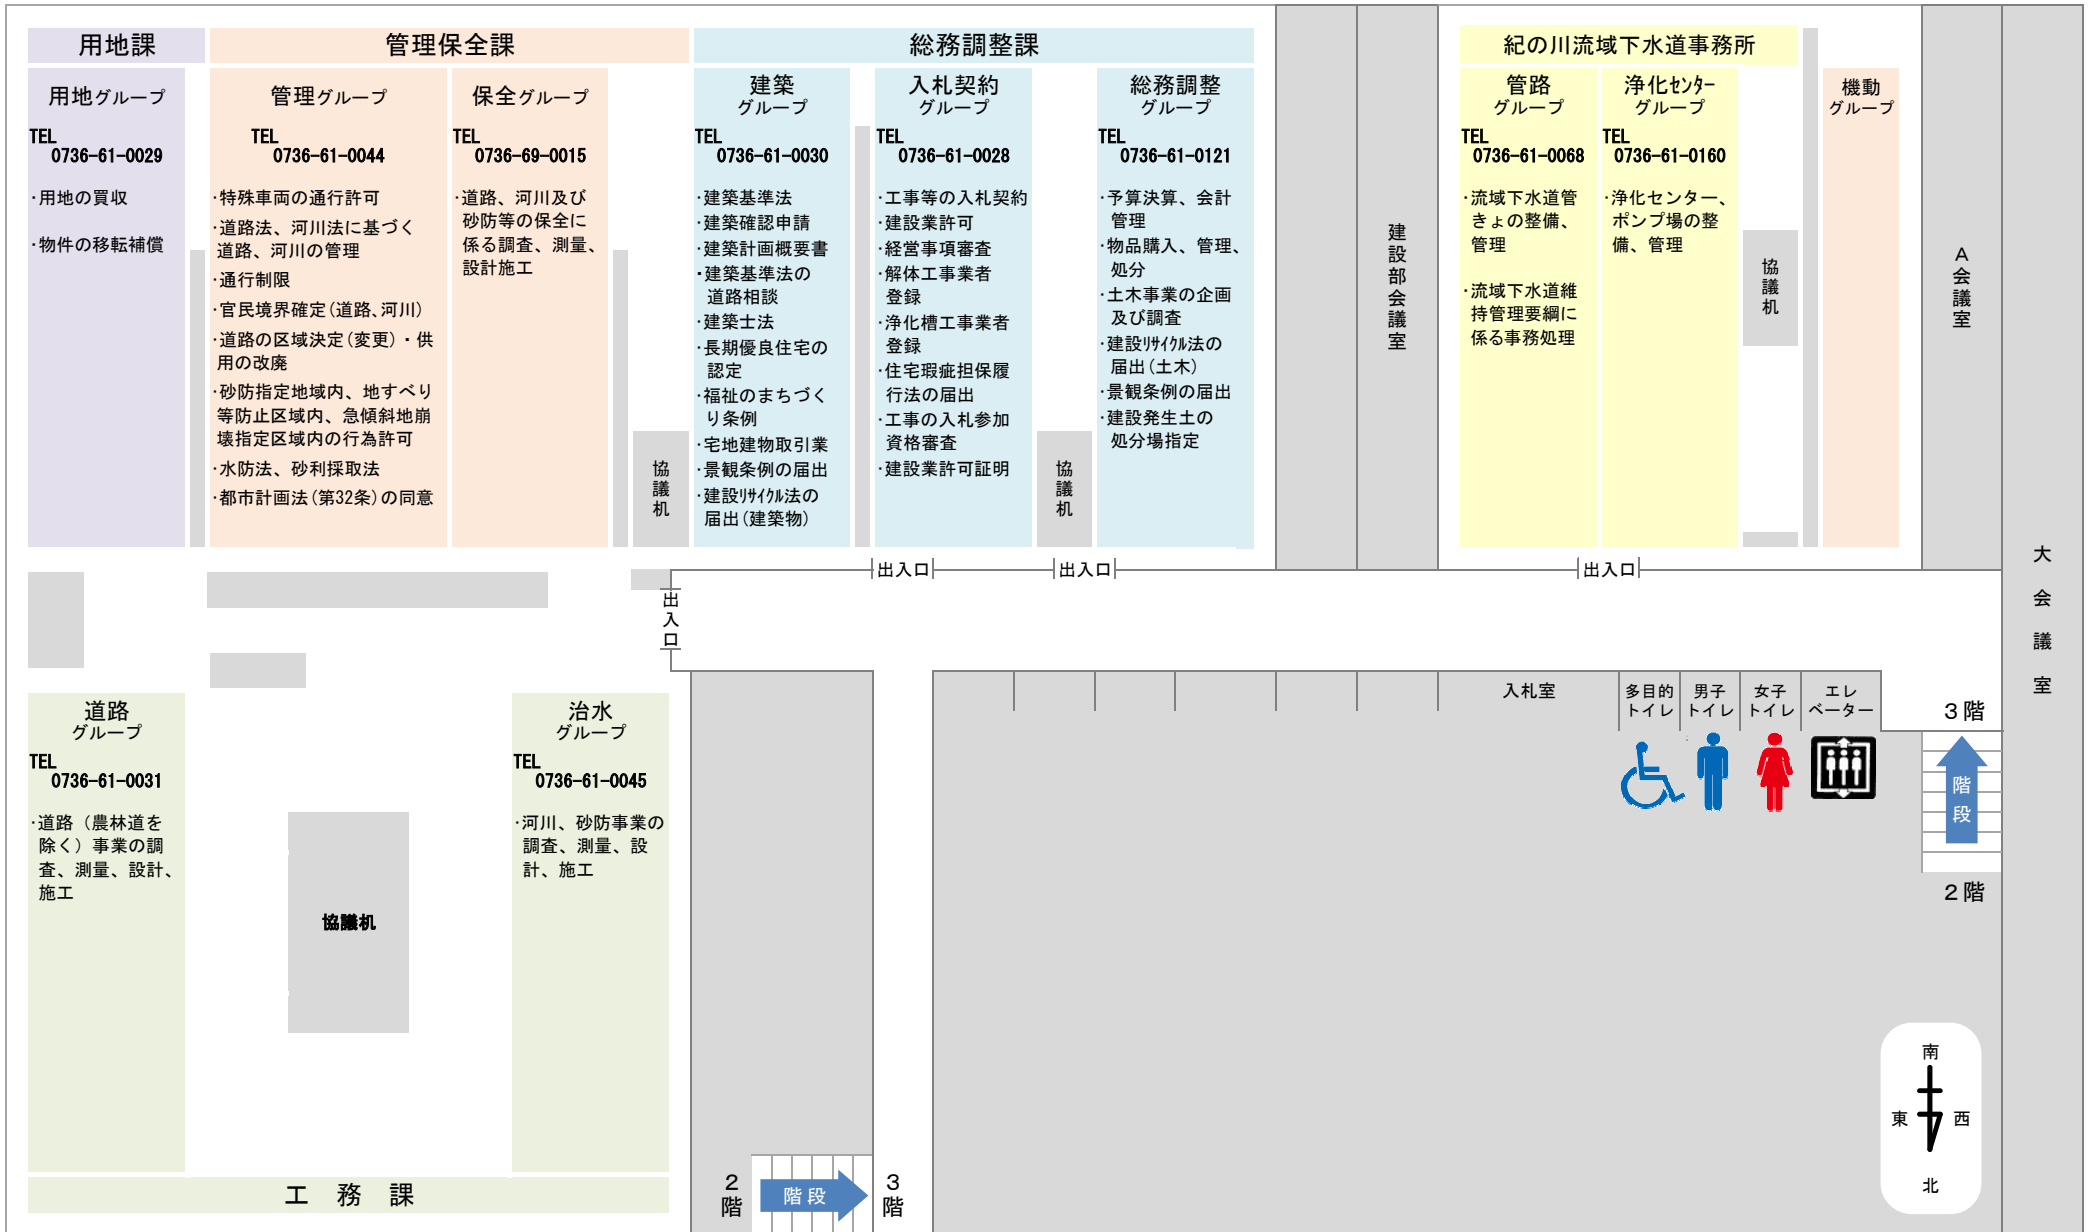 用地課
用地グループ
TEL
0736-61-0029
・用地の買収
・物件の移転補償
管理保全課
管理グループ
TEL
0736-61-0044
・特殊車両の通行許可
・道路法、河川法に基づく
道路、河川の管理
・通行制限
・官民境界確定(道路、河川)
・道路の区域決定(変更)・供
用の改廃
・砂防指定地域内、地すべり
等防止区域内、急傾斜地崩
壊指定区域内の行為許可
・水防法、砂利採取法
・都市計画法(第32条)の同意
保全グループ
TEL
0736-69-0015
・道路、河川及び
砂防等の保全に
係る調査、測量、
設計施工
協議机
総務調整課
建築
グループ
TEL
0736-61-0030
・建築基準法
・建築確認申請
・建築計画概要書
・建築基準法の
道路相談
・建築士法
・長期優良住宅の
認定
・福祉のまちづく
り条例
・宅地建物取引業
・景観条例の届出
・建設ﾘｻｲｸﾙ法の
届出(建築物)
入札契約
グループ
TEL
0736-61-0028
・工事等の入札契約
・建設業許可
・経営事項審査
・解体工事業者
登録
・浄化槽工事業者
登録
・住宅瑕疵担保履
行法の届出
・工事の入札参加
資格審査
・建設業許可証明
協議机
総務調整
グループ
TEL
0736-61-0121
・予算決算、会計
管理
・物品購入、管理、
処分
・土木事業の企画
及び調査
・建設ﾘｻｲｸﾙ法の
届出(土木)
・景観条例の届出
・建設発生土の
処分場指定
建設部会議室
紀の川流域下水道事務所
管路
グループ
TEL
0736-61-0068
・流域下水道管
きょの整備、
管理
・流域下水道維
持管理要綱に
係る事務処理
浄化ｾﾝﾀｰ
グループ
TEL
0736-61-0160
・浄化センター、
ポンプ場の整
備、管理
協議机
機動
グループ
A会議室
大会議室
出入口
出入口
出入口
出入口
道路
グループ
TEL
0736-61-0031
・道路（農林道を
除く）事業の調
査、測量、設計、
施工
協議机
治水
グループ
TEL
0736-61-0045
・河川、砂防事業の
調査、測量、設
計、施工
工務課
入札室
多目的
トイレ
男子
トイレ
女子
トイレ
エレ
ベーター
3階
階段
2階
2階
階段
3階
南
東
西
北